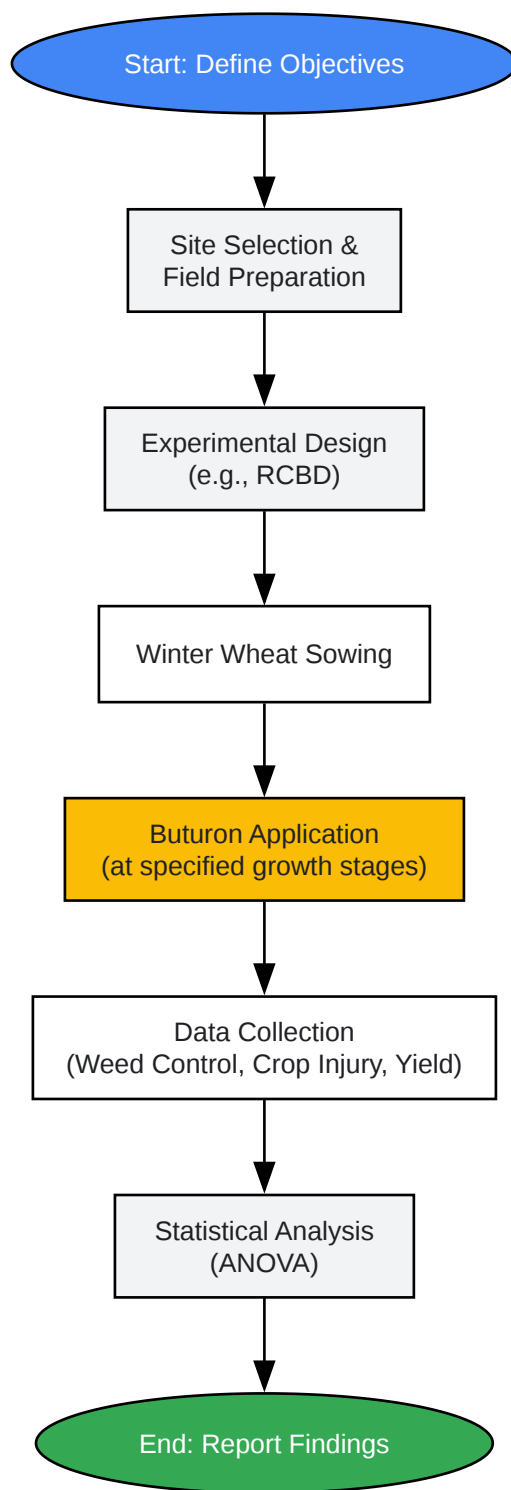 Start: Define Objectives
Site Selection &
Field Preparation
Experimental Design
(e.g., RCBD)
Winter Wheat Sowing
Buturon Application
(at specified growth stages)
Data Collection
(Weed Control, Crop Injury, Yield)
Statistical Analysis
(ANOVA)
End: Report Findings